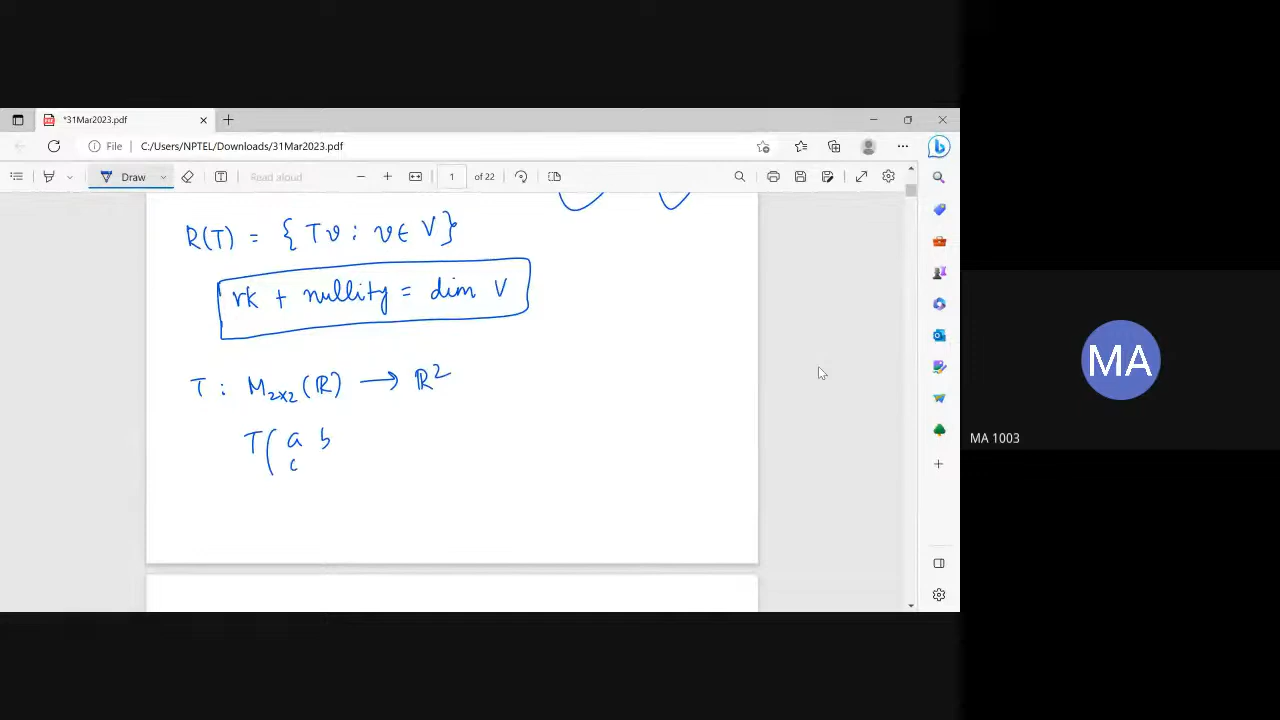 *31Mar2023.pdf
File C:/Users/NPTEL/Downloads/31Mar2023.pdf
Draw Read aloud 1 of 22
R(T) = { Tv : v ∈ V }
rk + nullity = dim V
T : M₂ₓ₂(ℝ) → ℝ²
T( a b
c
MA
MA 1003